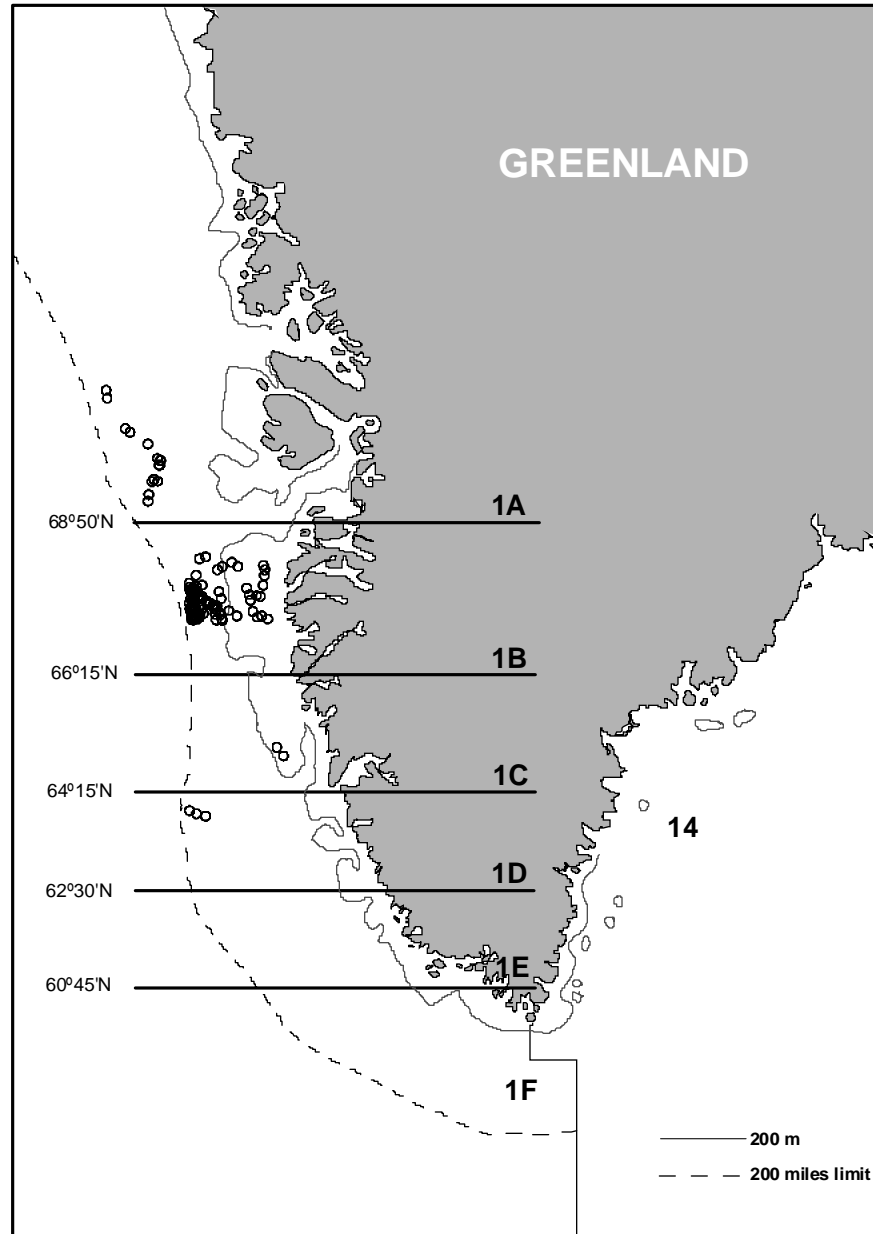 GREENLAND
1A
68º50'N
1B
66º15'N
1C
64º15'N
14
1D
62º30'N
1E
60º45'N
1F
200 m
200 miles limit